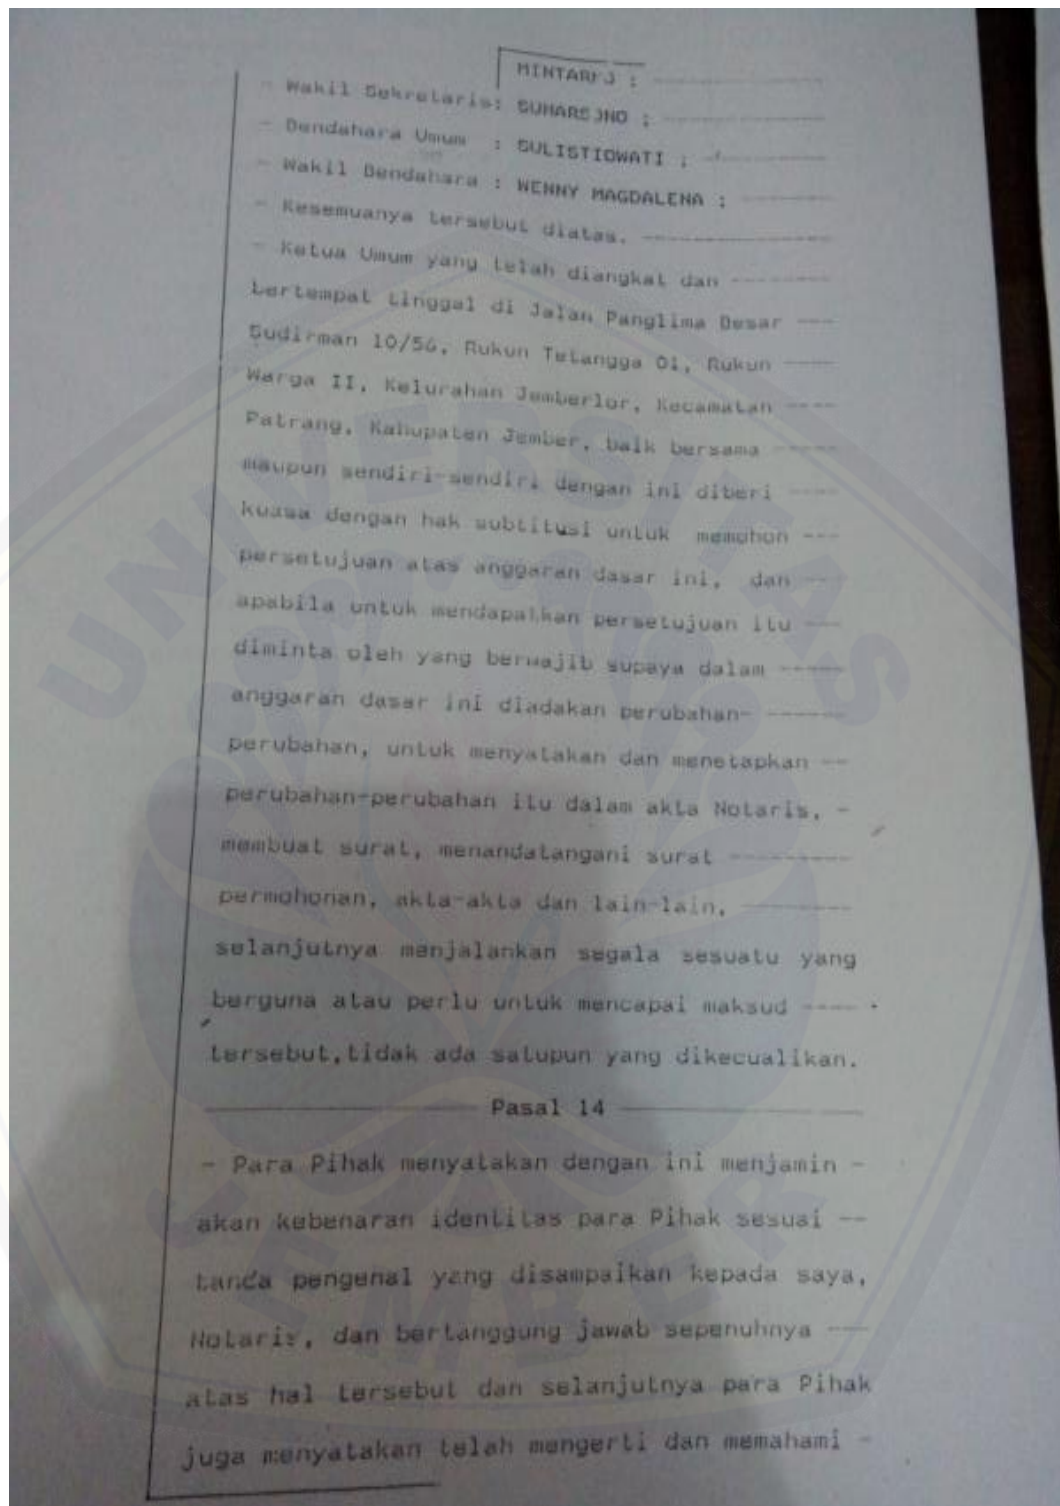 MINTARNO : ---------------
- Wakil Sekretaris: SUHARSONO : ---------------
- Bendahara Umum : SULISTIOWATI ; ------------
- Wakil Bendahara : WENNY MAGDALENA ; --------
- Kesemuanya tersebut diatas. ----------------
- Ketua Umum yang telah diangkat dan --------
bertempat tinggal di Jalan Panglima Besar ---
Sudirman 10/56, Rukun Tetangga 01, Rukun ----
Warga II, Kelurahan Jemberlor, Kecamatan ----
Patrang, Kabupaten Jember, baik bersama -----
maupun sendiri-sendiri dengan ini diberi ----
kuasa dengan hak subtitusi untuk memohon ---
persetujuan atas anggaran dasar ini, dan ---
apabila untuk mendapatkan persetujuan itu ---
diminta oleh yang berwajib supaya dalam -----
anggaran dasar ini diadakan perubahan- ------
perubahan, untuk menyatakan dan menetapkan --
perubahan-perubahan itu dalam akta Notaris, -
membuat surat, menandatangani surat ---------
permohonan, akta-akta dan lain-lain, --------
selanjutnya menjalankan segala sesuatu yang
berguna atau perlu untuk mencapai maksud ----
tersebut,tidak ada satupun yang dikecualikan.
-------------------- Pasal 14 ------------------
- Para Pihak menyatakan dengan ini menjamin -
akan kebenaran identitas para Pihak sesuai --
tanda pengenal yang disampaikan kepada saya,
Notaris, dan bertanggung jawab sepenuhnya ---
atas hal tersebut dan selanjutnya para Pihak
juga menyatakan telah mengerti dan memahami -
UNIVERSITAS JEMBER